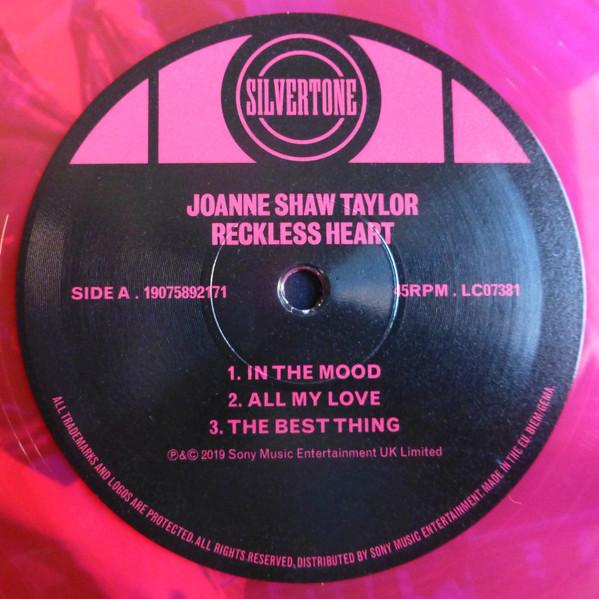 SILVERTONE
JOANNE SHAW TAYLOR
RECKLESS HEART
SIDE A . 19075892171
45RPM . LC07381
1. IN THE MOOD
2. ALL MY LOVE
3. THE BEST THING
℗&© 2019 Sony Music Entertainment UK Limited
ALL TRADEMARKS AND LOGOS ARE PROTECTED. ALL RIGHTS RESERVED, DISTRIBUTED BY SONY MUSIC ENTERTAINMENT. MADE IN THE EU. BIEM/GEMA.